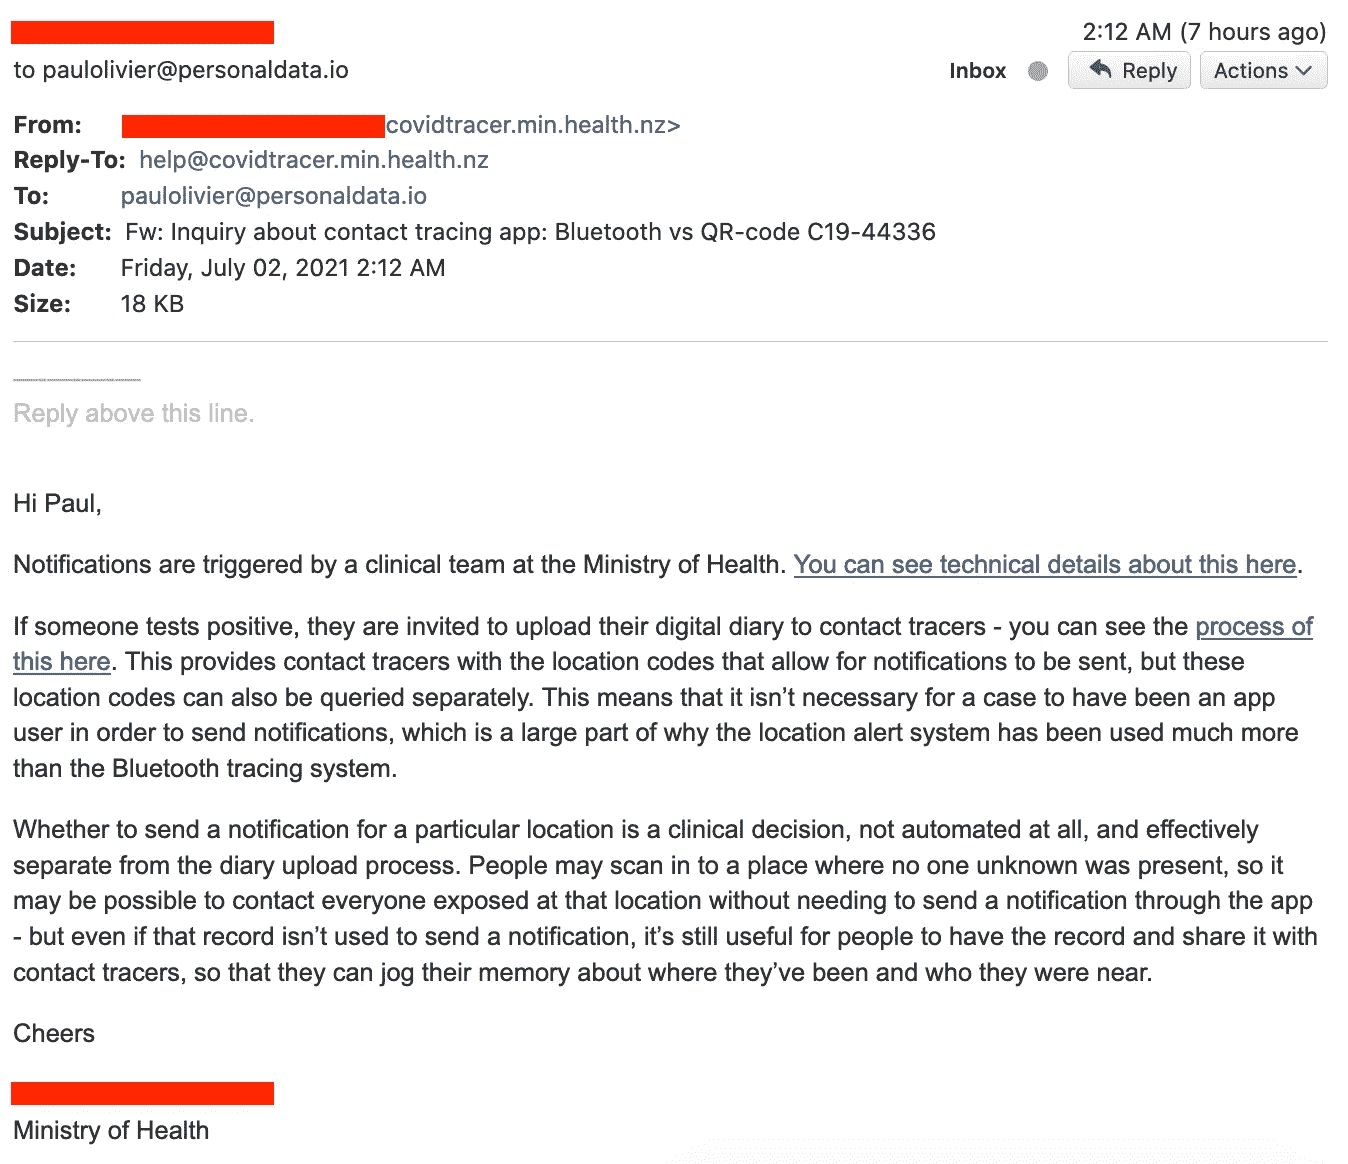 2:12 AM (7 hours ago)
to paulolivier@personaldata.io
Inbox Reply Actions
From: covidtracer.min.health.nz>
Reply-To: help@covidtracer.min.health.nz
To: paulolivier@personaldata.io
Subject: Fw: Inquiry about contact tracing app: Bluetooth vs QR-code C19-44336
Date: Friday, July 02, 2021 2:12 AM
Size: 18 KB
Reply above this line.
Hi Paul,
Notifications are triggered by a clinical team at the Ministry of Health. You can see technical details about this here.
If someone tests positive, they are invited to upload their digital diary to contact tracers - you can see the process of
this here. This provides contact tracers with the location codes that allow for notifications to be sent, but these
location codes can also be queried separately. This means that it isn’t necessary for a case to have been an app
user in order to send notifications, which is a large part of why the location alert system has been used much more
than the Bluetooth tracing system.
Whether to send a notification for a particular location is a clinical decision, not automated at all, and effectively
separate from the diary upload process. People may scan in to a place where no one unknown was present, so it
may be possible to contact everyone exposed at that location without needing to send a notification through the app
- but even if that record isn’t used to send a notification, it’s still useful for people to have the record and share it with
contact tracers, so that they can jog their memory about where they’ve been and who they were near.
Cheers
Ministry of Health